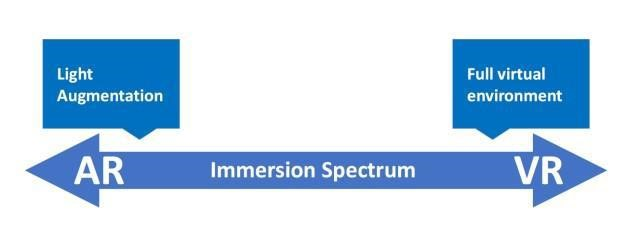 Light
Augmentation
Full virtual
environment
AR
Immersion Spectrum
VR